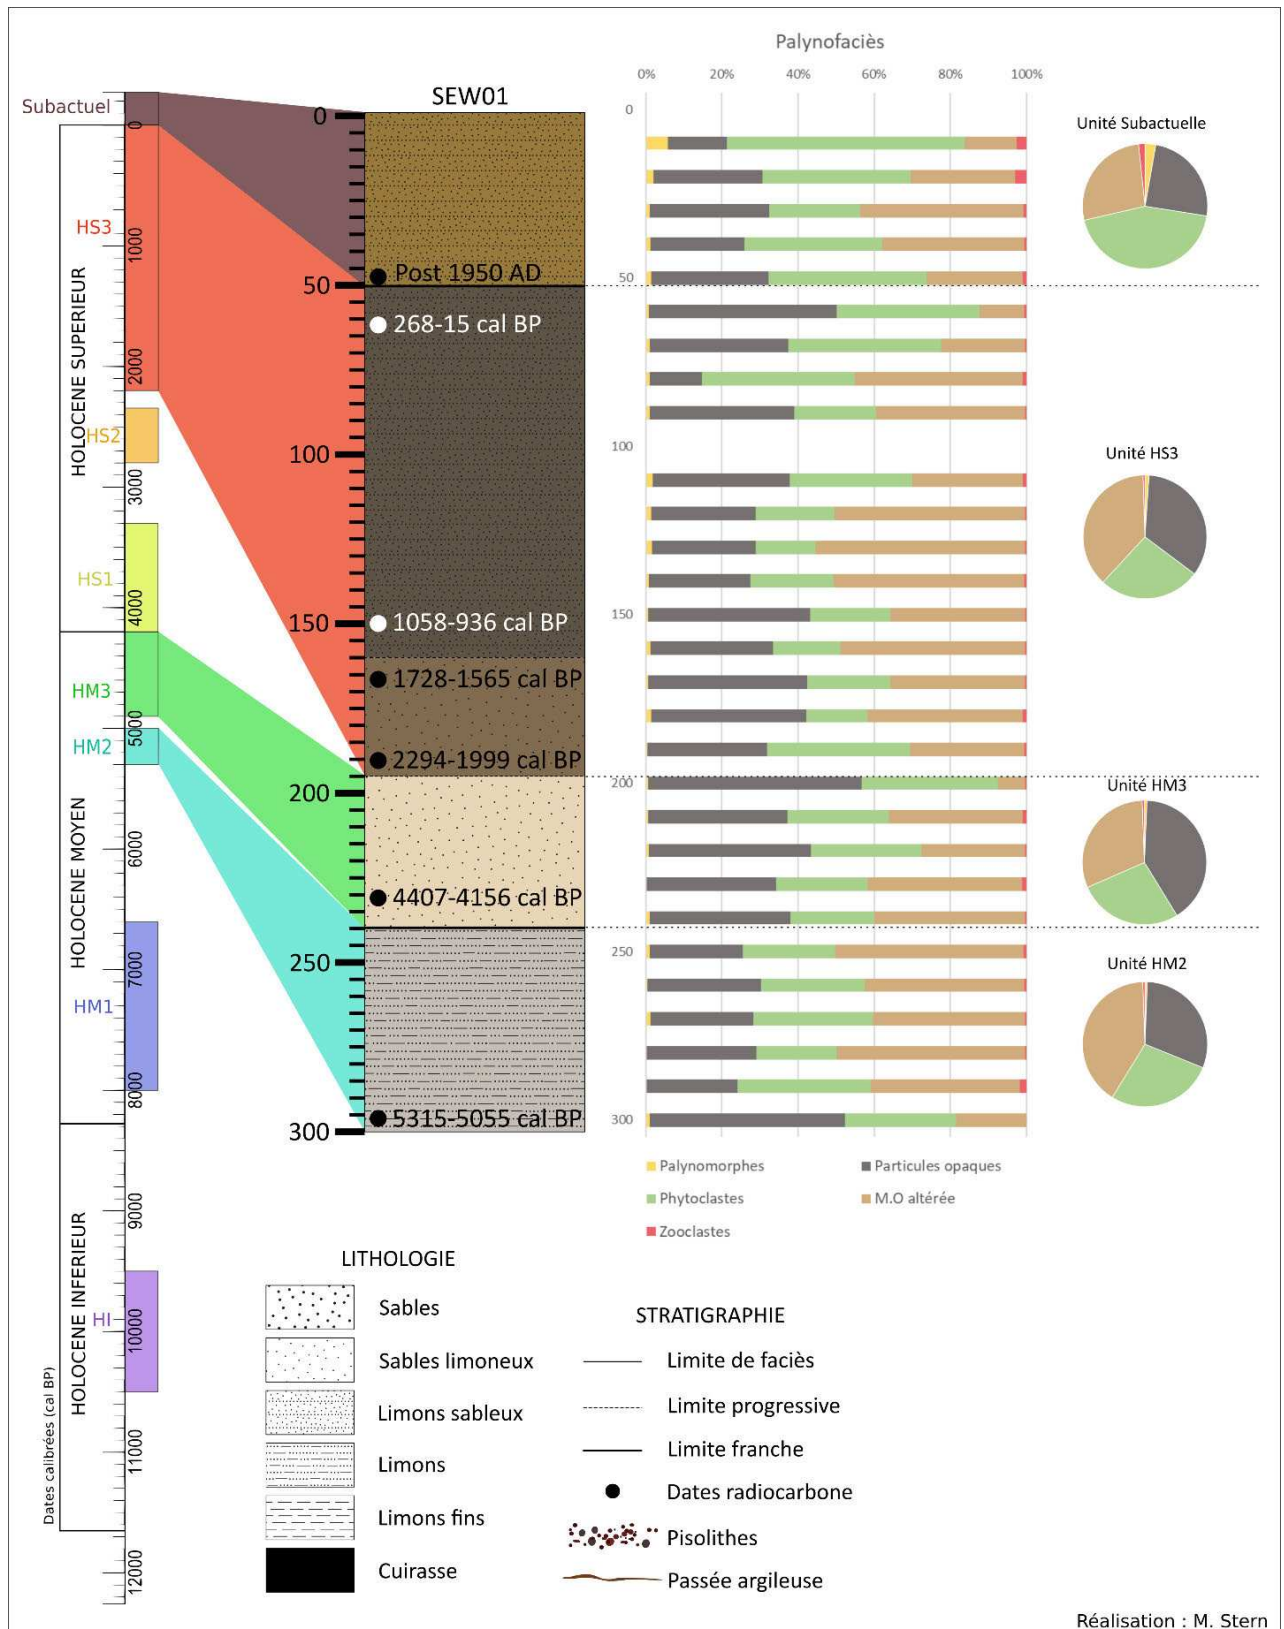 Palynofaciès
0% 20% 40% 60% 80% 100%
0
50
100
150
200
250
300
Palynomorphes
Particules opaques
Phytoclastes
M.O altérée
Zooclastes
Unité Subactuelle
Unité HS3
Unité HM3
Unité HM2
SEW01
0
50
100
150
200
250
300
Post 1950 AD
268-15 cal BP
1058-936 cal BP
1728-1565 cal BP
2294-1999 cal BP
4407-4156 cal BP
5315-5055 cal BP
Subactuel
HS3
HS2
HS1
HM3
HM2
HM1
HI
HOLOCENE SUPERIEUR
HOLOCENE MOYEN
HOLOCENE INFERIEUR
Dates calibrées (cal BP)
0
1000
2000
3000
4000
5000
6000
7000
8000
9000
10000
11000
12000
LITHOLOGIE
Sables
Sables limoneux
Limons sableux
Limons
Limons fins
Cuirasse
STRATIGRAPHIE
Limite de faciès
Limite progressive
Limite franche
Dates radiocarbone
Pisolithes
Passée argileuse
Réalisation : M. Stern